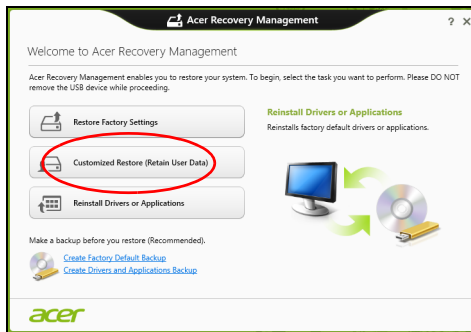 Acer Recovery Management
? X
Welcome to Acer Recovery Management
Acer Recovery Management enables you to restore your system. To begin, select the task you want to perform. Please DO NOT
remove the USB device while proceeding.
Restore Factory Settings
Customized Restore (Retain User Data)
Reinstall Drivers or Applications
Reinstall Drivers or Applications
Reinstalls factory default drivers or applications.
Make a backup before you restore (Recommended).
Create Factory Default Backup
Create Drivers and Applications Backup
acer